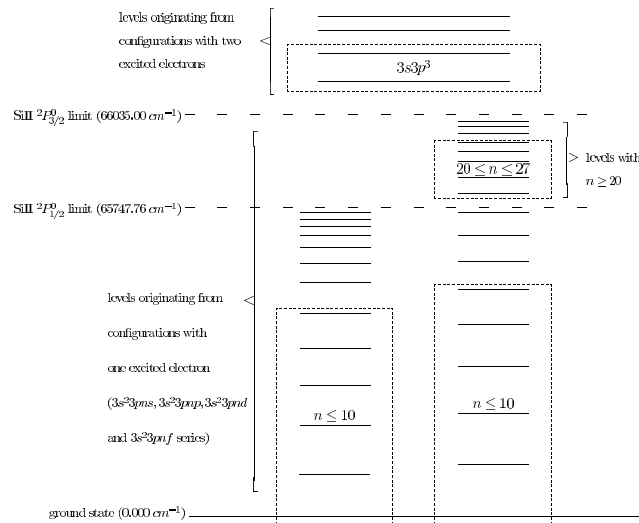 levels originating from
configurations with two
excited electrons
3s3p³
SiII ²P⁰₃/₂ limit (66035.00 cm⁻¹)
20 ≤ n ≤ 27
levels with
n ≥ 20
SiII ²P⁰₁/₂ limit (65747.76 cm⁻¹)
levels originating from
configurations with
one excited electron
(3s²3pns, 3s²3pnp, 3s²3pnd
and 3s²3pnf series)
n ≤ 10
n ≤ 10
ground state (0.000 cm⁻¹)